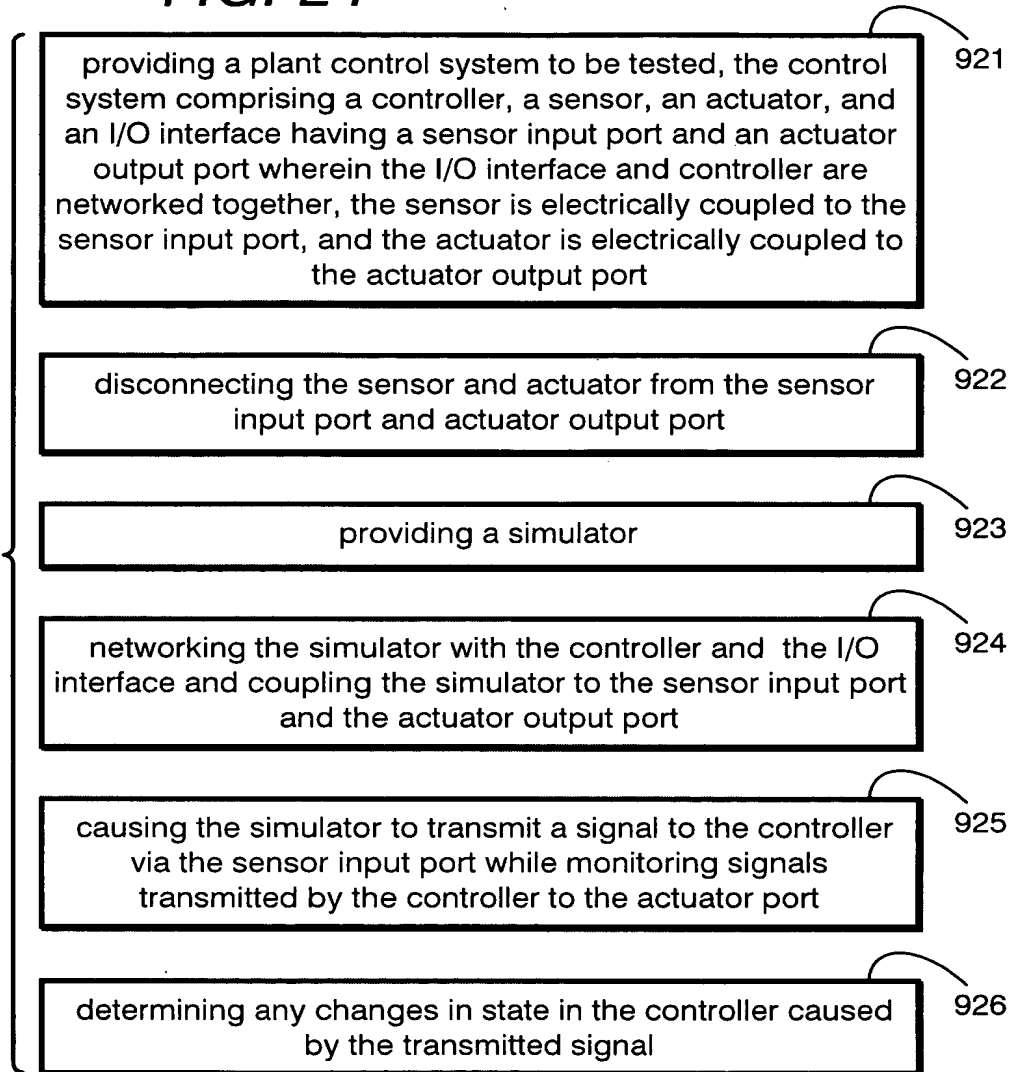 921
providing a plant control system to be tested, the control
system comprising a controller, a sensor, an actuator, and
an I/O interface having a sensor input port and an actuator
output port wherein the I/O interface and controller are
networked together, the sensor is electrically coupled to the
sensor input port, and the actuator is electrically coupled to
the actuator output port
922
disconnecting the sensor and actuator from the sensor
input port and actuator output port
923
providing a simulator
924
networking the simulator with the controller and the I/O
interface and coupling the simulator to the sensor input port
and the actuator output port
925
causing the simulator to transmit a signal to the controller
via the sensor input port while monitoring signals
transmitted by the controller to the actuator port
926
determining any changes in state in the controller caused
by the transmitted signal